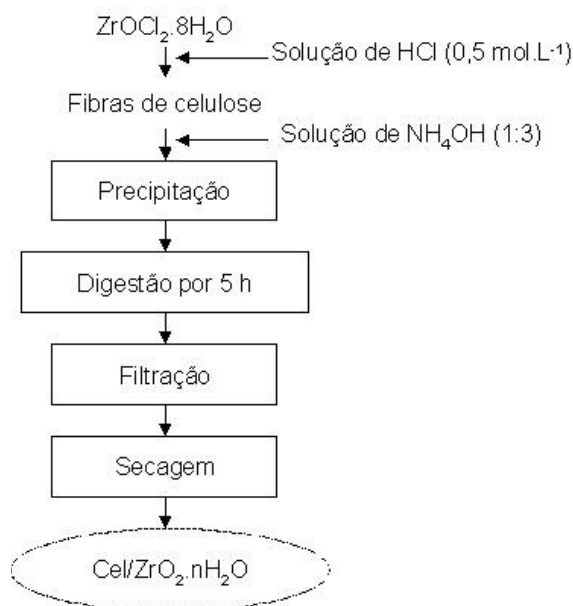 ZrOCl₂.8H₂O
Solução de HCl (0,5 mol.L⁻¹)
Fibras de celulose
Solução de NH₄OH (1:3)
Precipitação
Digestão por 5 h
Filtração
Secagem
Cel/ZrO₂.nH₂O